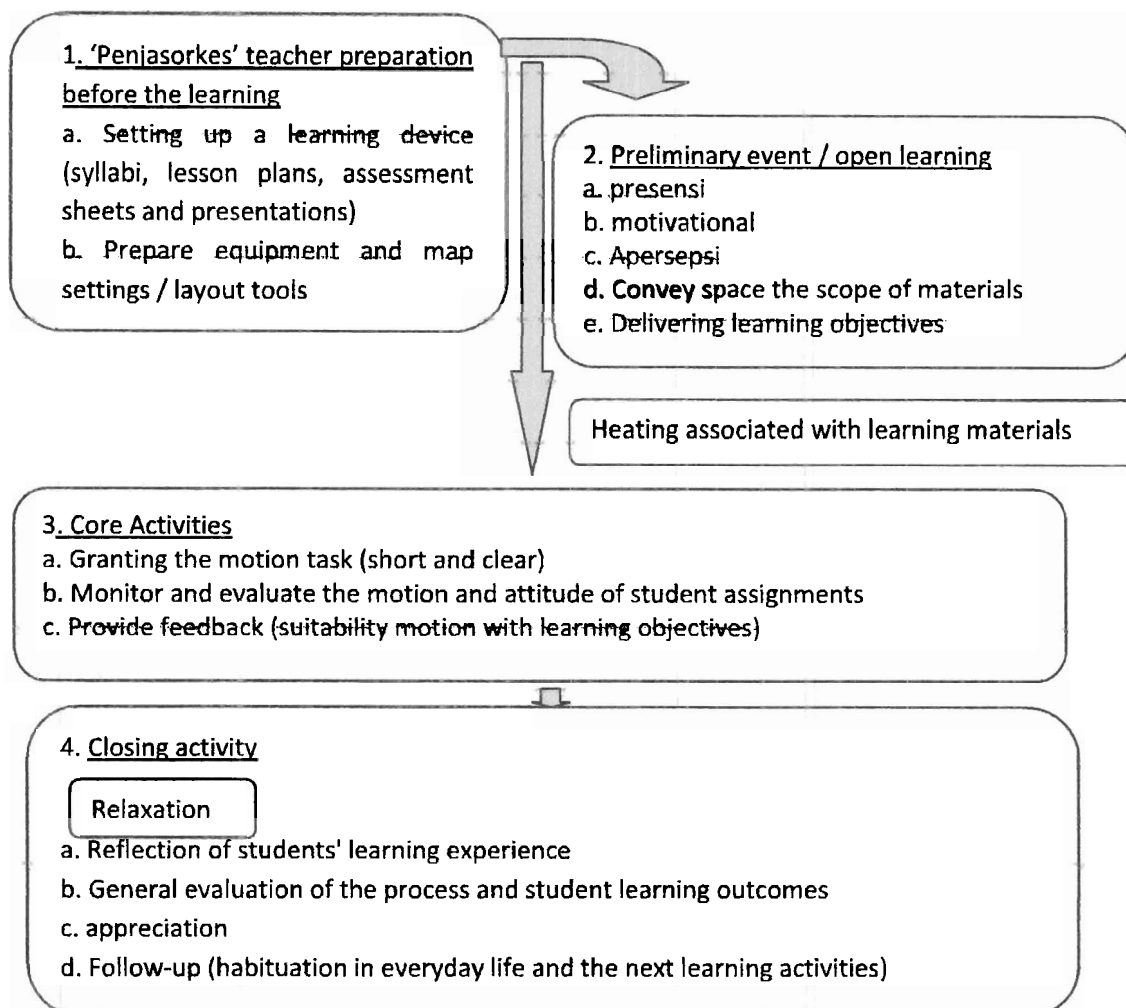 1. 'Penjasorkes' teacher preparation
before the learning
a. Setting up a learning device
(syllabi, lesson plans, assessment
sheets and presentations)
b. Prepare equipment and map
settings / layout tools
2. Preliminary event / open learning
a. presensi
b. motivational
c. Apersepsi
d. Convey space the scope of materials
e. Delivering learning objectives
Heating associated with learning materials
3. Core Activities
a. Granting the motion task (short and clear)
b. Monitor and evaluate the motion and attitude of student assignments
c. Provide feedback (suitability motion with learning objectives)
4. Closing activity
Relaxation
a. Reflection of students' learning experience
b. General evaluation of the process and student learning outcomes
c. appreciation
d. Follow-up (habituation in everyday life and the next learning activities)